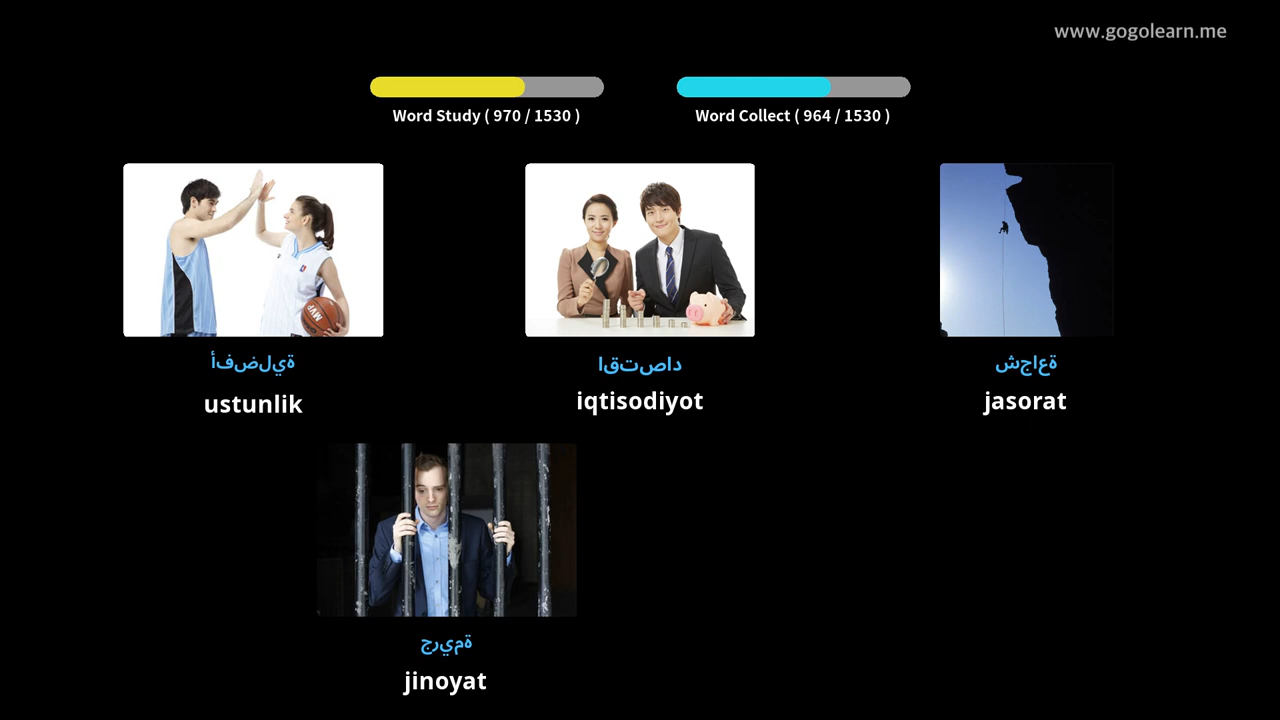 www.gogolearn.me
Word Study ( 970 / 1530 )
Word Collect ( 964 / 1530 )
أفضلية
اقتصاد
شجاعة
ustunlik
iqtisodiyot
jasorat
جريمة
jinoyat